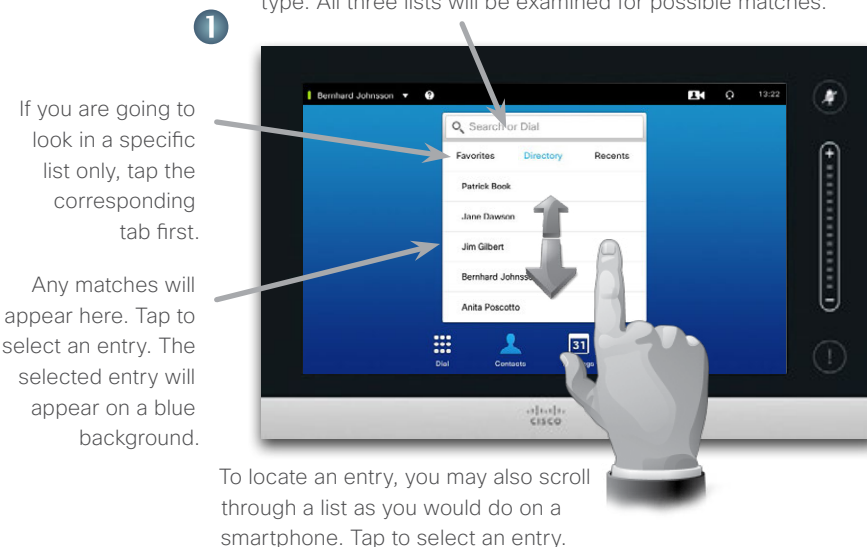 type. All three lists will be examined for possible matches.
1
If you are going to
look in a specific
list only, tap the
corresponding
tab first.
Any matches will
appear here. Tap to
select an entry. The
selected entry will
appear on a blue
background.
Bernhard Johnsson
?
13:22
Search or Dial
Favorites Directory Recents
Patrick Book
Jane Dawson
Jim Gilbert
Bernhard Johnsso
Anita Poscotto
31
Dial Contacts
+
-
!
CISCO
To locate an entry, you may also scroll
through a list as you would do on a
smartphone. Tap to select an entry.